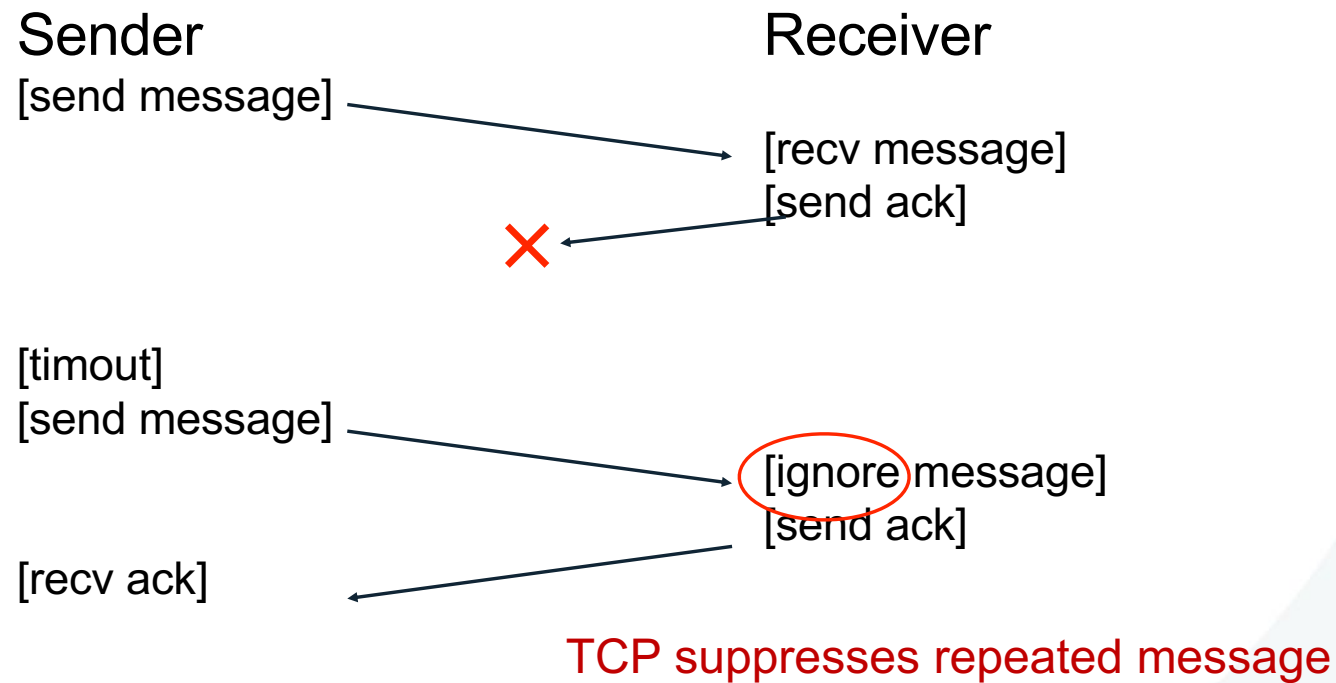 Sender
Receiver
[send message]
[recv message]
[send ack]
[timout]
[send message]
[ignore message]
[send ack]
[recv ack]
TCP suppresses repeated message